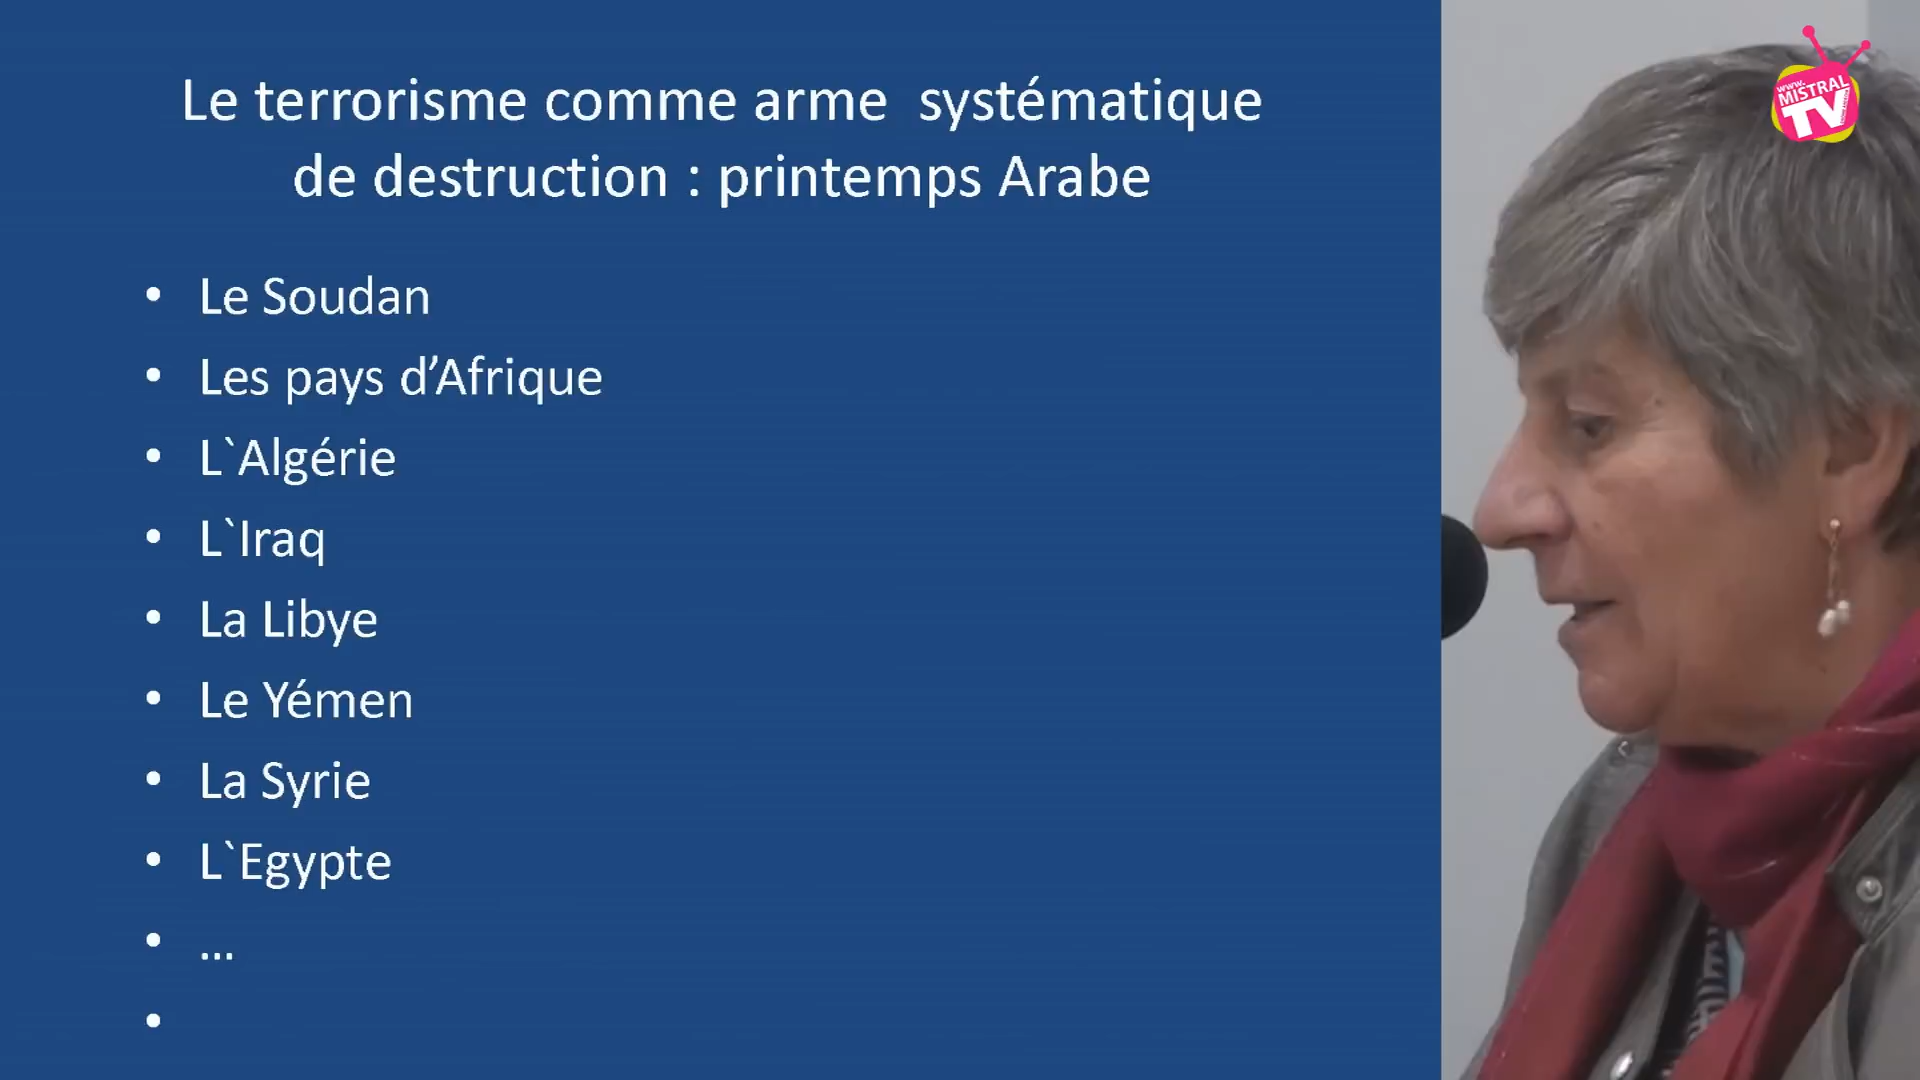 Le terrorisme comme arme systématique
de destruction : printemps Arabe
• Le Soudan
• Les pays d’Afrique
• L`Algérie
• L`Iraq
• La Libye
• Le Yémen
• La Syrie
• L`Egypte
• ...
•
www.
MISTRAL
TV